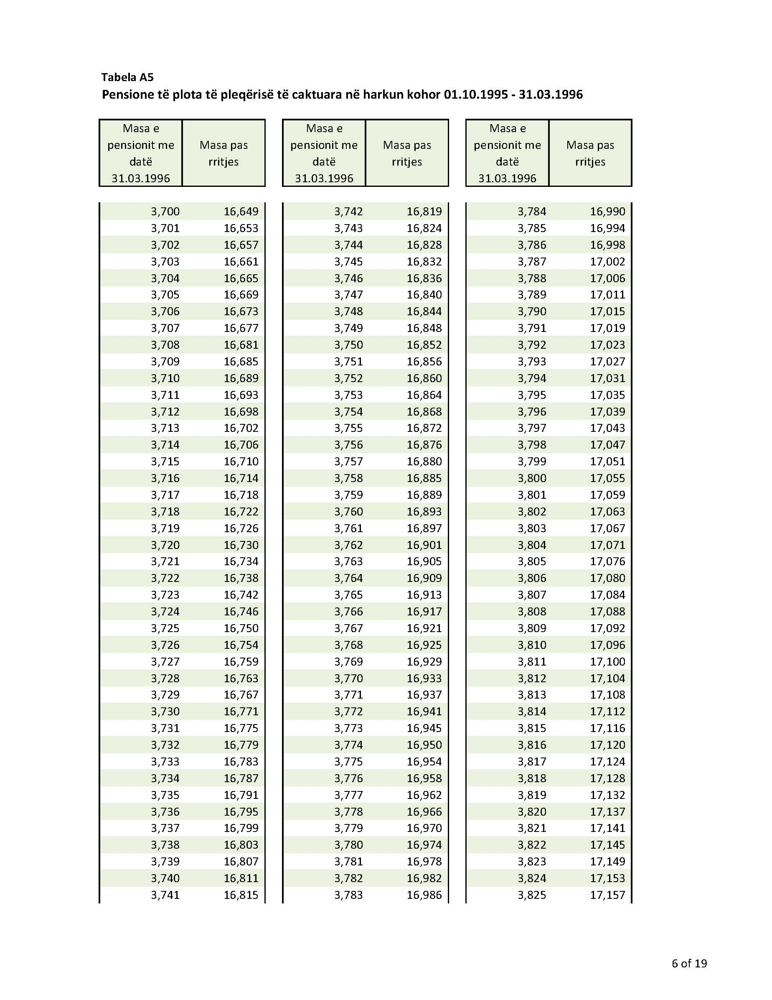 Tabela A5
Pensione të plota të pleqërisë të caktuara në harkun kohor 01.10.1995 - 31.03.1996
Masa e pensionit me datë 31.03.1996 Masa pas rritjes Masa e pensionit me datë 31.03.1996 Masa pas rritjes Masa e pensionit me datë 31.03.1996 Masa pas rritjes
3,700 16,649 3,742 16,819 3,784 16,990
3,701 16,653 3,743 16,824 3,785 16,994
3,702 16,657 3,744 16,828 3,786 16,998
3,703 16,661 3,745 16,832 3,787 17,002
3,704 16,665 3,746 16,836 3,788 17,006
3,705 16,669 3,747 16,840 3,789 17,011
3,706 16,673 3,748 16,844 3,790 17,015
3,707 16,677 3,749 16,848 3,791 17,019
3,708 16,681 3,750 16,852 3,792 17,023
3,709 16,685 3,751 16,856 3,793 17,027
3,710 16,689 3,752 16,860 3,794 17,031
3,711 16,693 3,753 16,864 3,795 17,035
3,712 16,698 3,754 16,868 3,796 17,039
3,713 16,702 3,755 16,872 3,797 17,043
3,714 16,706 3,756 16,876 3,798 17,047
3,715 16,710 3,757 16,880 3,799 17,051
3,716 16,714 3,758 16,885 3,800 17,055
3,717 16,718 3,759 16,889 3,801 17,059
3,718 16,722 3,760 16,893 3,802 17,063
3,719 16,726 3,761 16,897 3,803 17,067
3,720 16,730 3,762 16,901 3,804 17,071
3,721 16,734 3,763 16,905 3,805 17,076
3,722 16,738 3,764 16,909 3,806 17,080
3,723 16,742 3,765 16,913 3,807 17,084
3,724 16,746 3,766 16,917 3,808 17,088
3,725 16,750 3,767 16,921 3,809 17,092
3,726 16,754 3,768 16,925 3,810 17,096
3,727 16,759 3,769 16,929 3,811 17,100
3,728 16,763 3,770 16,933 3,812 17,104
3,729 16,767 3,771 16,937 3,813 17,108
3,730 16,771 3,772 16,941 3,814 17,112
3,731 16,775 3,773 16,945 3,815 17,116
3,732 16,779 3,774 16,950 3,816 17,120
3,733 16,783 3,775 16,954 3,817 17,124
3,734 16,787 3,776 16,958 3,818 17,128
3,735 16,791 3,777 16,962 3,819 17,132
3,736 16,795 3,778 16,966 3,820 17,137
3,737 16,799 3,779 16,970 3,821 17,141
3,738 16,803 3,780 16,974 3,822 17,145
3,739 16,807 3,781 16,978 3,823 17,149
3,740 16,811 3,782 16,982 3,824 17,153
3,741 16,815 3,783 16,986 3,825 17,157
6 of 19